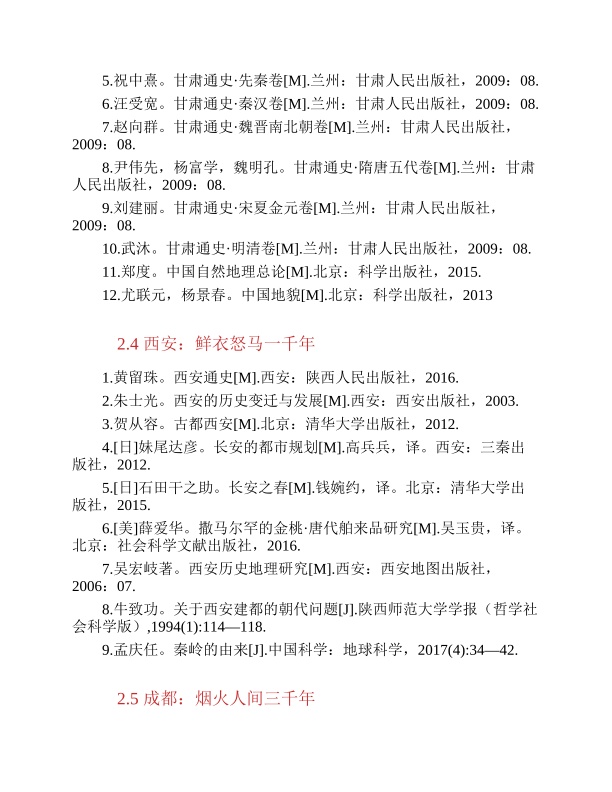 5.祝中熹。甘肃通史·先秦卷[M].兰州：甘肃人民出版社，2009：08.
6.汪受宽。甘肃通史·秦汉卷[M].兰州：甘肃人民出版社，2009：08.
7.赵向群。甘肃通史·魏晋南北朝卷[M].兰州：甘肃人民出版社，
2009：08.
8.尹伟先，杨富学，魏明孔。甘肃通史·隋唐五代卷[M].兰州：甘肃
人民出版社，2009：08.
9.刘建丽。甘肃通史·宋夏金元卷[M].兰州：甘肃人民出版社，
2009：08.
10.武沐。甘肃通史·明清卷[M].兰州：甘肃人民出版社，2009：08.
11.郑度。中国自然地理总论[M].北京：科学出版社，2015.
12.尤联元，杨景春。中国地貌[M].北京：科学出版社，2013
2.4 西安：鲜衣怒马一千年
1.黄留珠。西安通史[M].西安：陕西人民出版社，2016.
2.朱士光。西安的历史变迁与发展[M].西安：西安出版社，2003.
3.贺从容。古都西安[M].北京：清华大学出版社，2012.
4.[日]妹尾达彦。长安的都市规划[M].高兵兵，译。西安：三秦出
版社，2012.
5.[日]石田干之助。长安之春[M].钱婉约，译。北京：清华大学出
版社，2015.
6.[美]薛爱华。撒马尔罕的金桃·唐代舶来品研究[M].吴玉贵，译。
北京：社会科学文献出版社，2016.
7.吴宏岐著。西安历史地理研究[M].西安：西安地图出版社，
2006：07.
8.牛致功。关于西安建都的朝代问题[J].陕西师范大学学报（哲学社
会科学版）,1994(1):114—118.
9.孟庆任。秦岭的由来[J].中国科学：地球科学，2017(4):34—42.
2.5 成都：烟火人间三千年